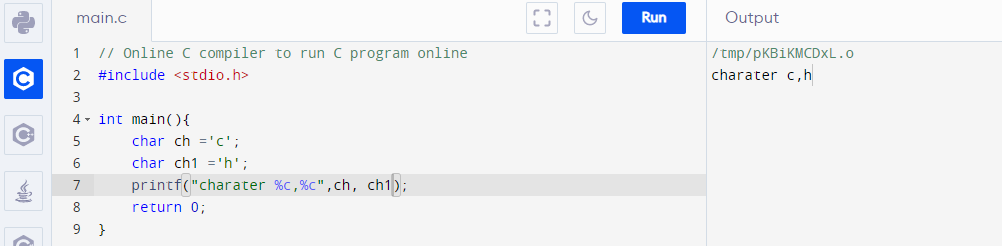 main.c
Run
Output
1 // Online C compiler to run C program online
2 #include <stdio.h>
3
4 int main(){
5     char ch ='c';
6     char ch1 ='h';
7     printf("charater %c,%c",ch, ch1);
8     return 0;
9 }
/tmp/pKBiKMCDxL.o
charater c,h